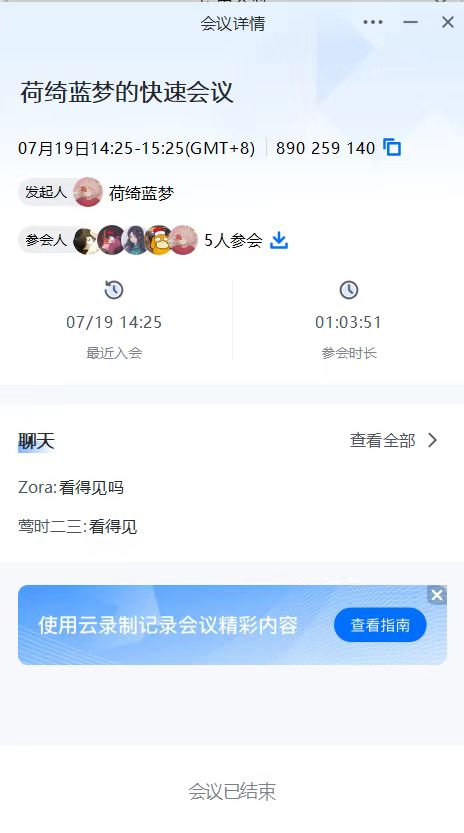 会议详情
荷绮蓝梦的快速会议
07月19日14:25-15:25(GMT+8) 890 259 140
发起人 荷绮蓝梦
参会人 5人参会
07/19 14:25 01:03:51
最近入会 参会时长
聊天 查看全部
Zora:看得见吗
莺时二三:看得见
使用云录制记录会议精彩内容 查看指南
会议已结束